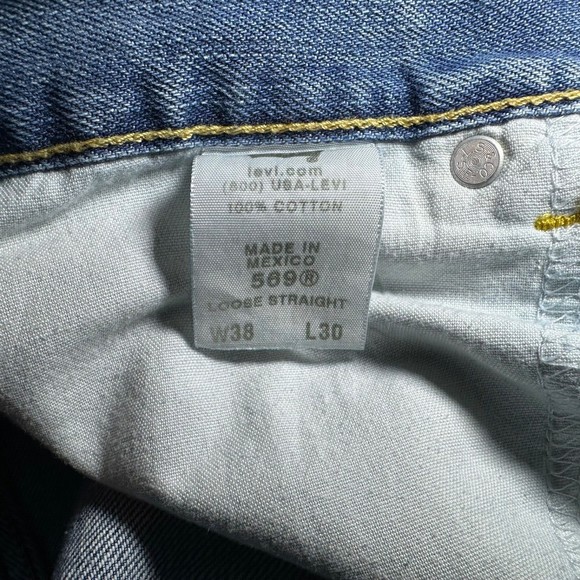 levi.com
(800) USA-LEVI
100% COTTON
MADE IN
MEXICO
569®
LOOSE STRAIGHT
W38 L30